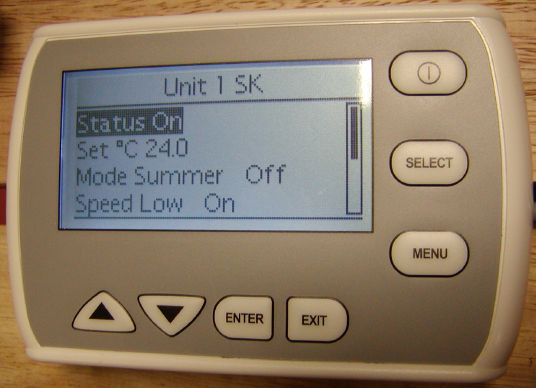 Unit 1 SK
Status On
Set °C 24.0
Mode Summer Off
Speed Low On
SELECT
MENU
ENTER EXIT